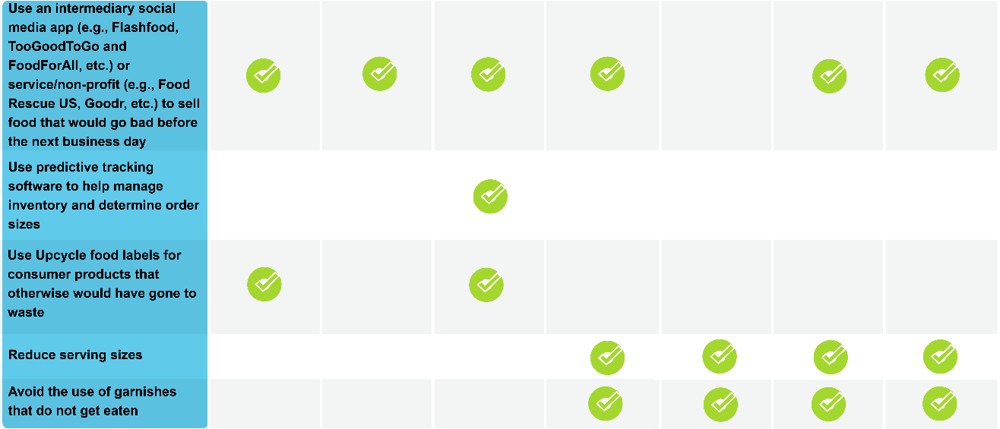 Use an intermediary social
media app (e.g., Flashfood,
TooGoodToGo and
FoodForAll, etc.) or
service/non-profit (e.g., Food
Rescue US, Goodr, etc.) to sell
food that would go bad before
the next business day
Use predictive tracking
software to help manage
inventory and determine order
sizes
Use Upcycle food labels for
consumer products that
otherwise would have gone to
waste
Reduce serving sizes
Avoid the use of garnishes
that do not get eaten